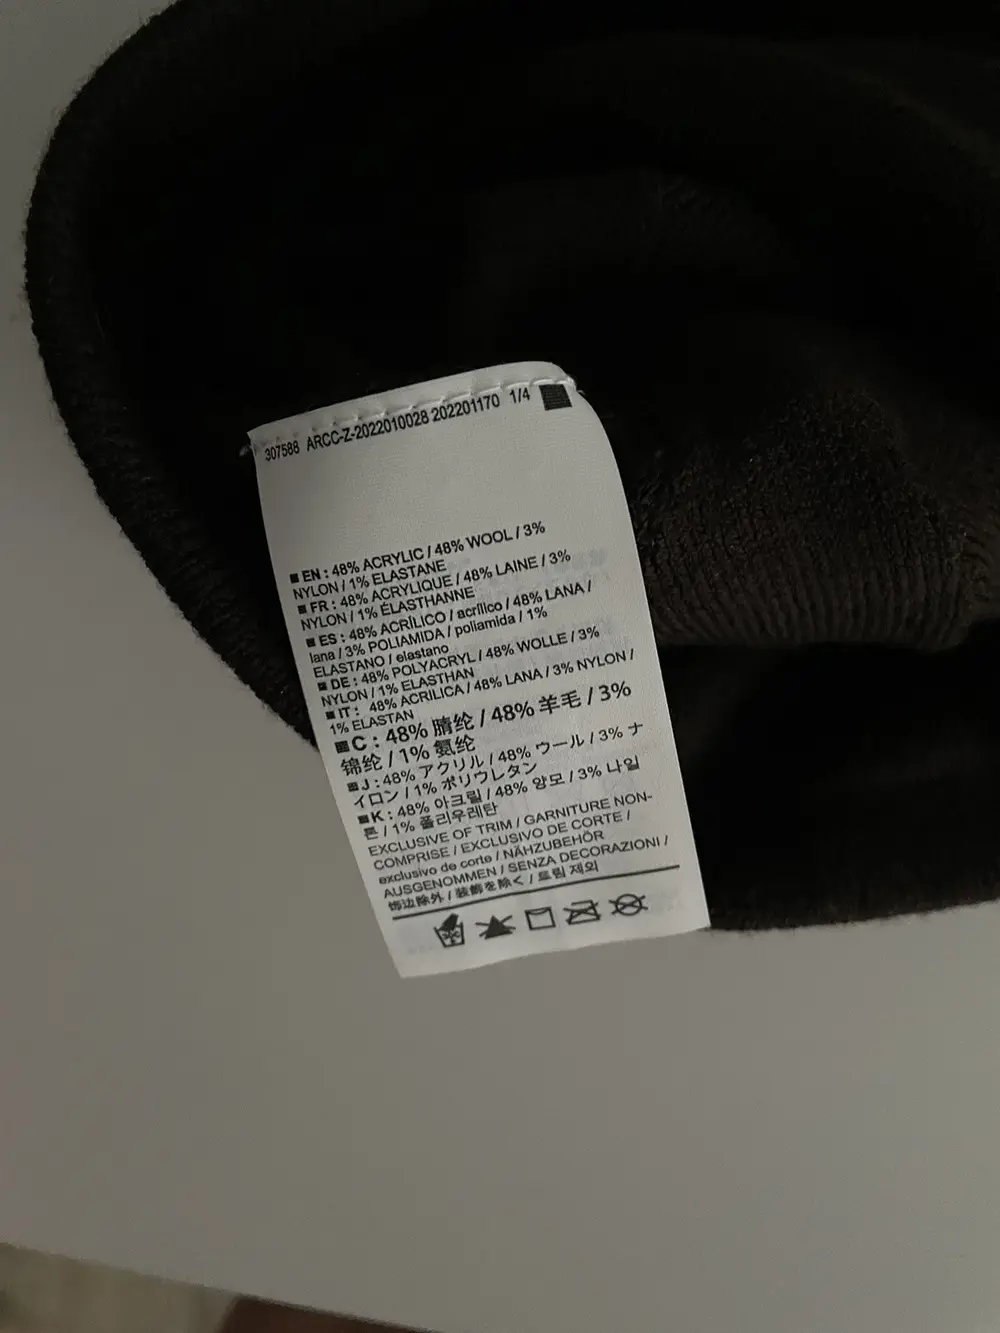 307588 ARCC-Z-2022010028 202201170 1/4
EN : 48% ACRYLIC / 48% WOOL / 3%
NYLON / 1% ELASTANE
FR : 48% ACRYLIQUE / 48% LAINE / 3%
NYLON / 1% ÉLASTHANNE
ES : 48% ACRÍLICO / acrílico / 48% LANA /
lana / 3% POLIAMIDA / poliamida / 1%
ELASTANO / elastano
DE : 48% POLYACRYL / 48% WOLLE / 3%
NYLON / 1% ELASTHAN
IT : 48% ACRILICA / 48% LANA / 3% NYLON /
1% ELASTAN
C : 48% 腈纶 / 48% 羊毛 / 3%
锦纶 / 1% 氨纶
J : 48% アクリル / 48% ウール / 3% ナ
イロン / 1% ポリウレタン
K : 48% 아크릴 / 48% 양모 / 3% 나일
론 / 1% 폴리우레탄
EXCLUSIVE OF TRIM / GARNITURE NON-
COMPRISE / EXCLUSIVO DE CORTE /
exclusivo de corte / NÄHZUBEHÖR
AUSGENOMMEN / SENZA DECORAZIONI /
饰边除外 / 装飾を除く / 트림 제외